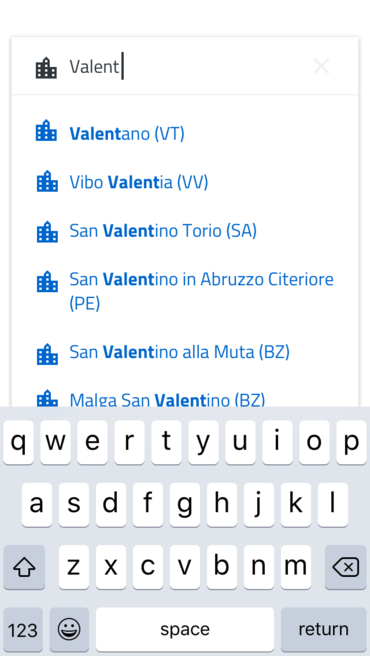 Valent
Valentano (VT)
Vibo Valentia (VV)
San Valentino Torio (SA)
San Valentino in Abruzzo Citeriore
(PE)
San Valentino alla Muta (BZ)
Malga San Valentino (BZ)
q w e r t y u i o p
a s d f g h j k l
z x c v b n m
123 space return